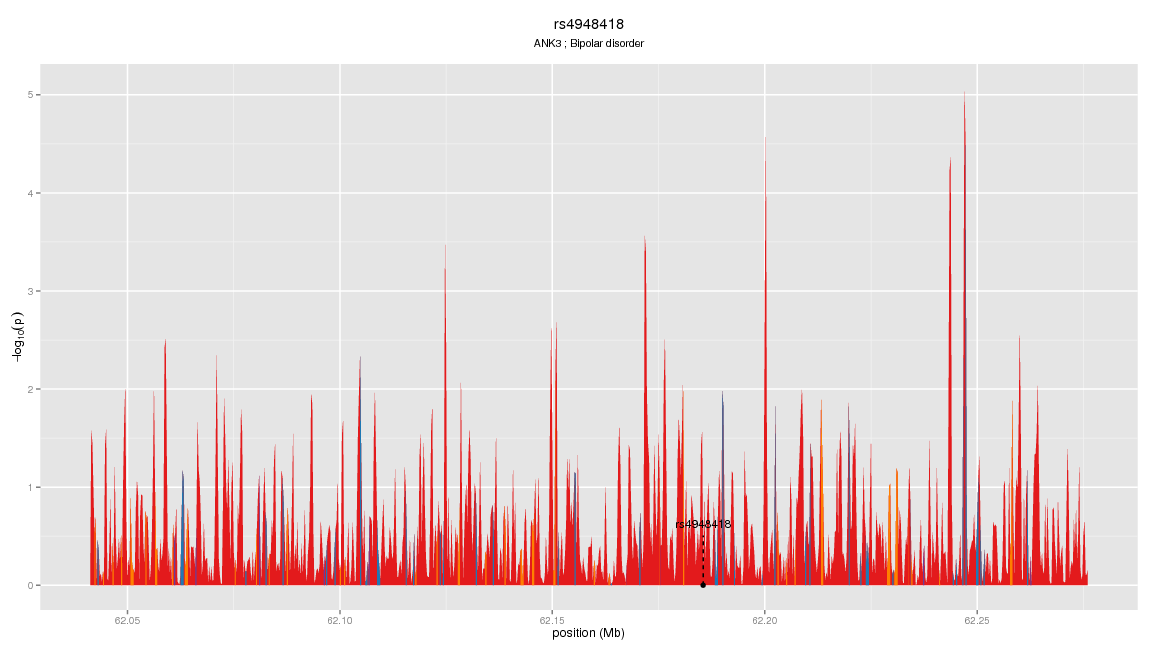 rs4948418
ANK3 ; Bipolar disorder
−log10(p)
5
4
3
2
1
0
rs4948418
62.05 62.10 62.15 62.20 62.25
position (Mb)